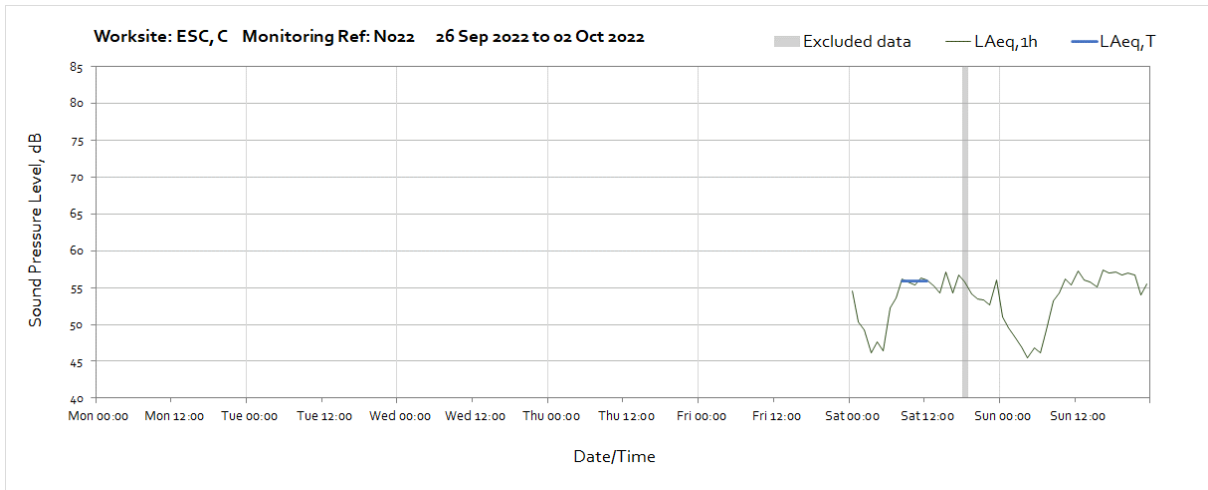 Worksite: ESC, C Monitoring Ref: N022 26 Sep 2022 to 02 Oct 2022
Excluded data LAeq,1h LAeq,T
85
80
75
70
65
60
55
50
45
40
Sound Pressure Level, dB
Mon 00:00 Mon 12:00 Tue 00:00 Tue 12:00 Wed 00:00 Wed 12:00 Thu 00:00 Thu 12:00 Fri 00:00 Fri 12:00 Sat 00:00 Sat 12:00 Sun 00:00 Sun 12:00
Date/Time